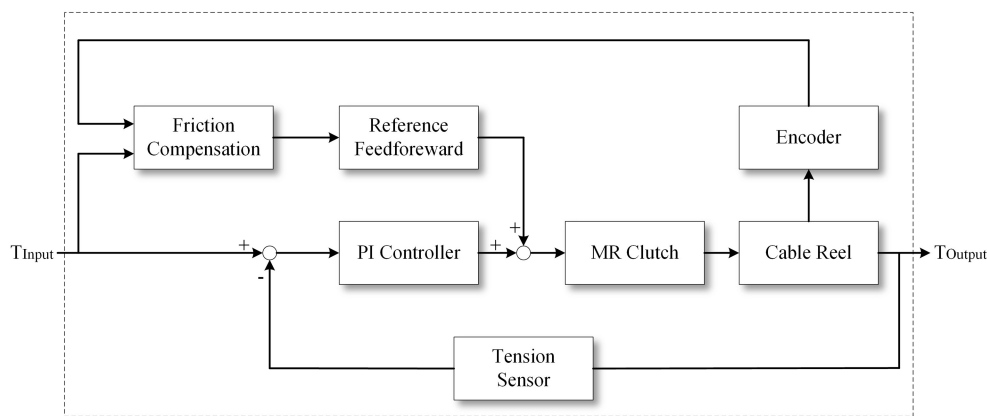 Friction
Compensation
Reference
Feedforeward
Encoder
TInput
+
-
PI Controller
+
+
MR Clutch
Cable Reel
TOutput
Tension
Sensor